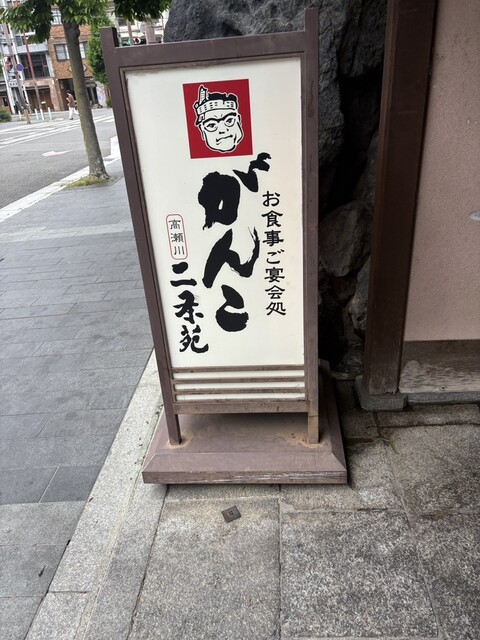 お食事ご宴会処
がんこ
高瀬川
二条苑